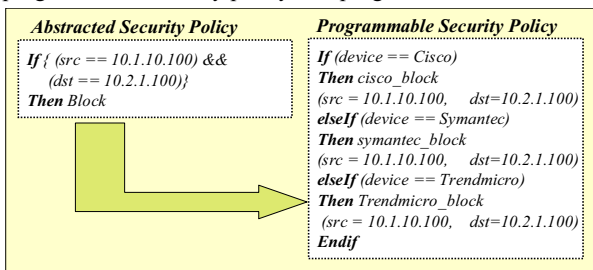 Abstracted Security Policy
If { (src == 10.1.10.100) &&
(dst == 10.2.1.100)}
Then Block
Programmable Security Policy
If (device == Cisco)
Then cisco_block
(src = 10.1.10.100, dst=10.2.1.100)
elseIf (device == Symantec)
Then symantec_block
(src = 10.1.10.100, dst=10.2.1.100)
elseIf (device == Trendmicro)
Then Trendmicro_block
(src = 10.1.10.100, dst=10.2.1.100)
Endif